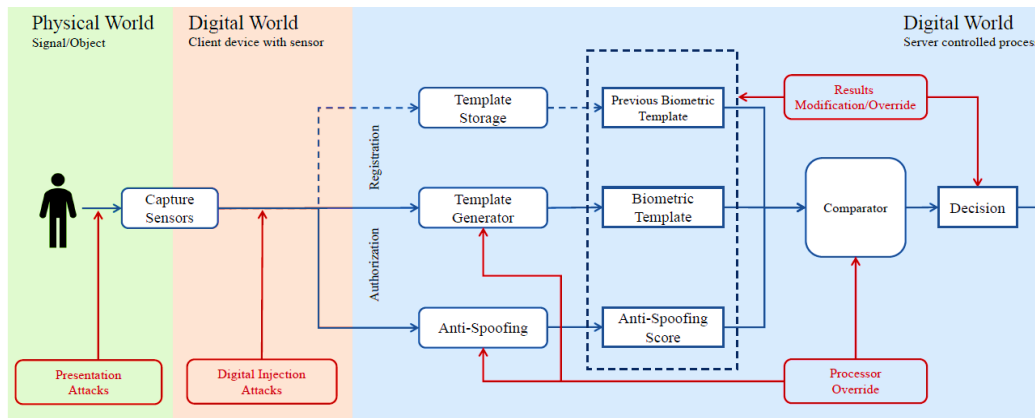 Physical World
Signal/Object
Digital World
Client device with sensor
Digital World
Server controlled process
Template
Storage
Previous Biometric
Template
Results
Modification/Override
Registration
Capture
Sensors
Template
Generator
Biometric
Template
Comparator
Decision
Authorization
Anti-Spoofing
Anti-Spoofing
Score
Presentation
Attacks
Digital Injection
Attacks
Processor
Override